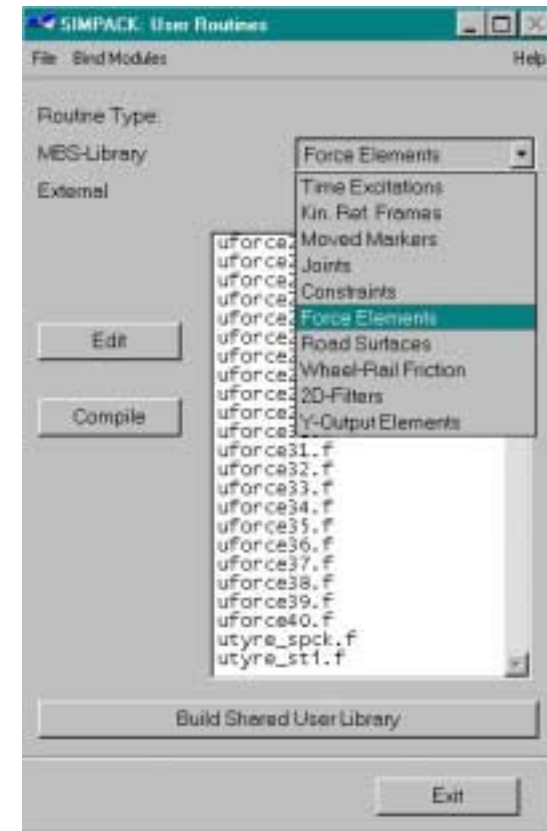 SIMPACK: User Routines
File Bind Modules Help
Routine Type:
MBS-Library Force Elements
External
Time Excitations
Kin. Ref. Frames
Moved Markers
Joints
Constraints
Force Elements
Road Surfaces
Wheel-Rail Friction
2D-Filters
Y-Output Elements
Edit
Compile
uforce31.f
uforce32.f
uforce33.f
uforce34.f
uforce35.f
uforce36.f
uforce37.f
uforce38.f
uforce39.f
uforce40.f
utyre_spck.f
utyre_st1.f
Build Shared User Library
Exit